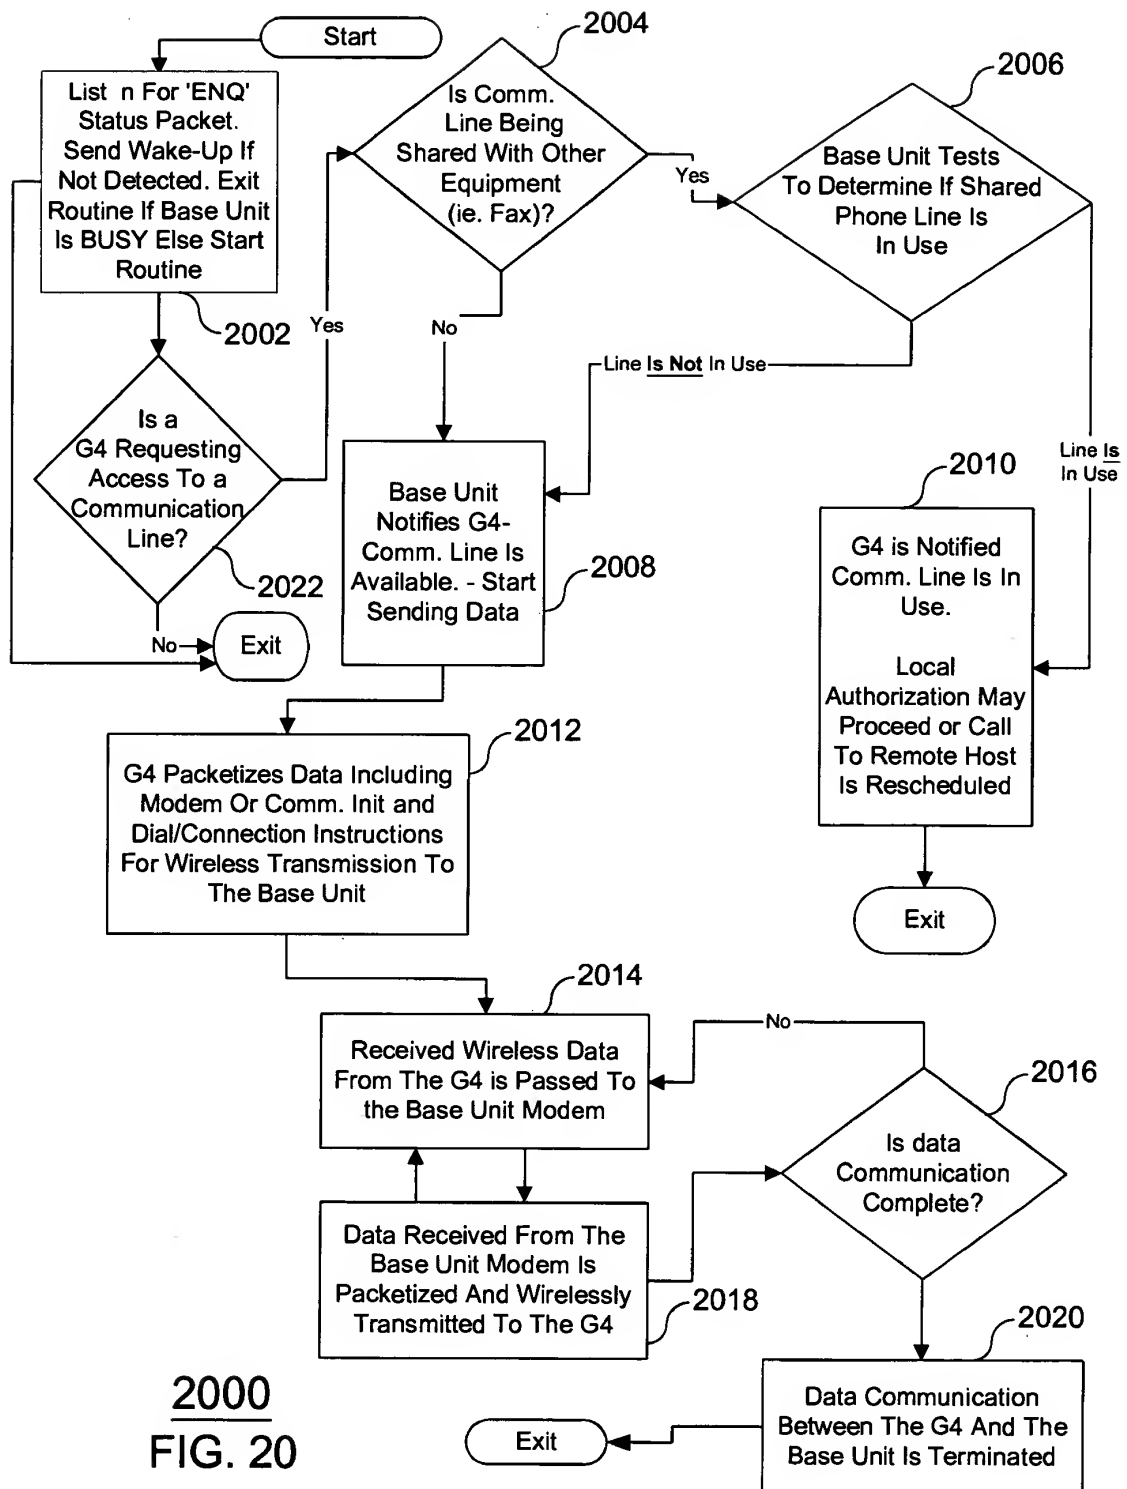 Start
List n For 'ENQ'
Status Packet.
Send Wake-Up If
Not Detected. Exit
Routine If Base Unit
Is BUSY Else Start
Routine
2002
Is a
G4 Requesting
Access To a
Communication
Line?
2022
No
Exit
Yes
2004
Is Comm.
Line Being
Shared With Other
Equipment
(ie. Fax)?
Yes
No
2006
Base Unit Tests
To Determine If Shared
Phone Line Is
In Use
Line Is Not In Use
Line Is
In Use
Base Unit
Notifies G4-
Comm. Line Is
Available. - Start
Sending Data
2008
2010
G4 is Notified
Comm. Line Is In
Use.
Local
Authorization May
Proceed or Call
To Remote Host
Is Rescheduled
Exit
2012
G4 Packetizes Data Including
Modem Or Comm. Init and
Dial/Connection Instructions
For Wireless Transmission To
The Base Unit
2014
Received Wireless Data
From The G4 is Passed To
the Base Unit Modem
No
2016
Is data
Communication
Complete?
Data Received From The
Base Unit Modem Is
Packetized And Wirelessly
Transmitted To The G4
2018
2020
Data Communication
Between The G4 And The
Base Unit Is Terminated
Exit
2000
FIG. 20